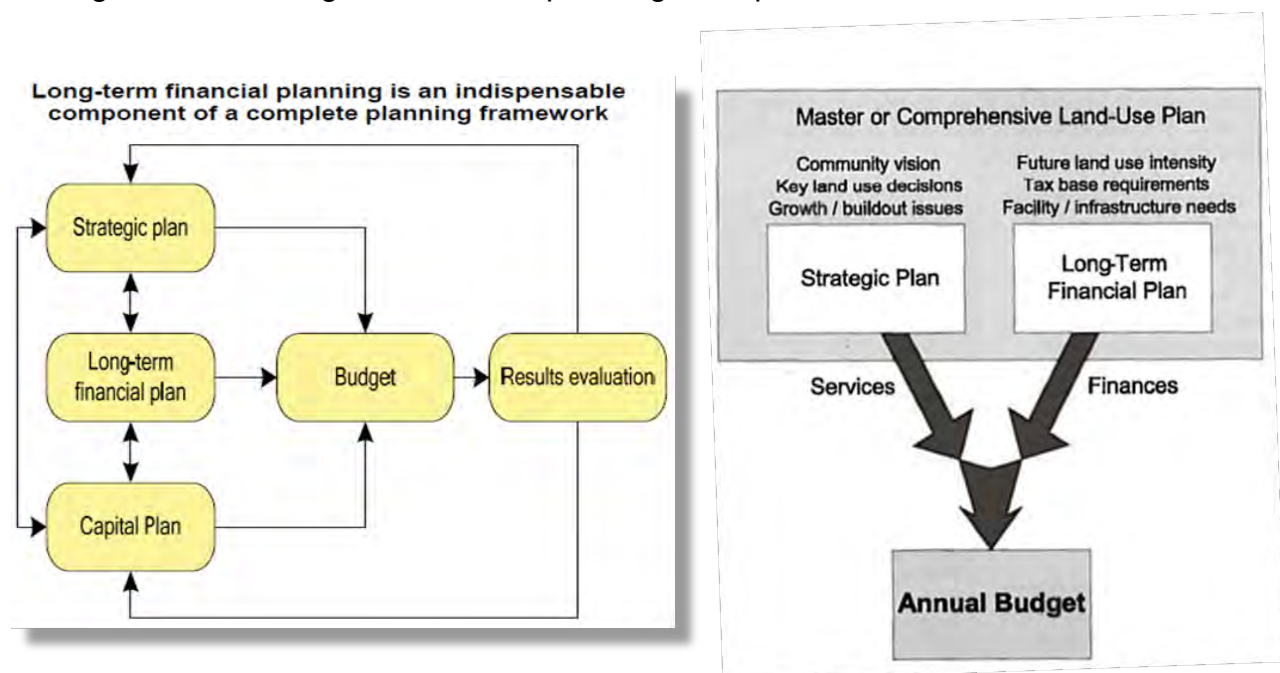 Long-term financial planning is an indispensable
component of a complete planning framework
Strategic plan
Long-term
financial plan
Budget
Results evaluation
Capital Plan
Master or Comprehensive Land-Use Plan
Community vision
Key land use decisions
Growth / buildout issues
Future land use intensity
Tax base requirements
Facility / infrastructure needs
Strategic Plan
Long-Term
Financial Plan
Services
Finances
Annual Budget